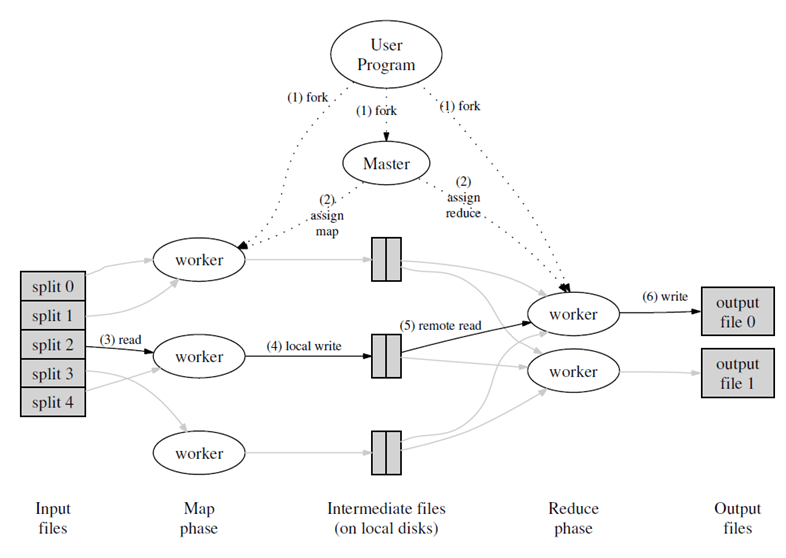 User
Program
(1) fork
(1) fork
(1) fork
Master
(2)
assign
map
(2)
assign
reduce
worker
split 0
split 1
split 2
split 3
split 4
(3) read
worker
(4) local write
(5) remote read
worker
(6) write
output
file 0
worker
output
file 1
worker
Input
files
Map
phase
Intermediate files
(on local disks)
Reduce
phase
Output
files